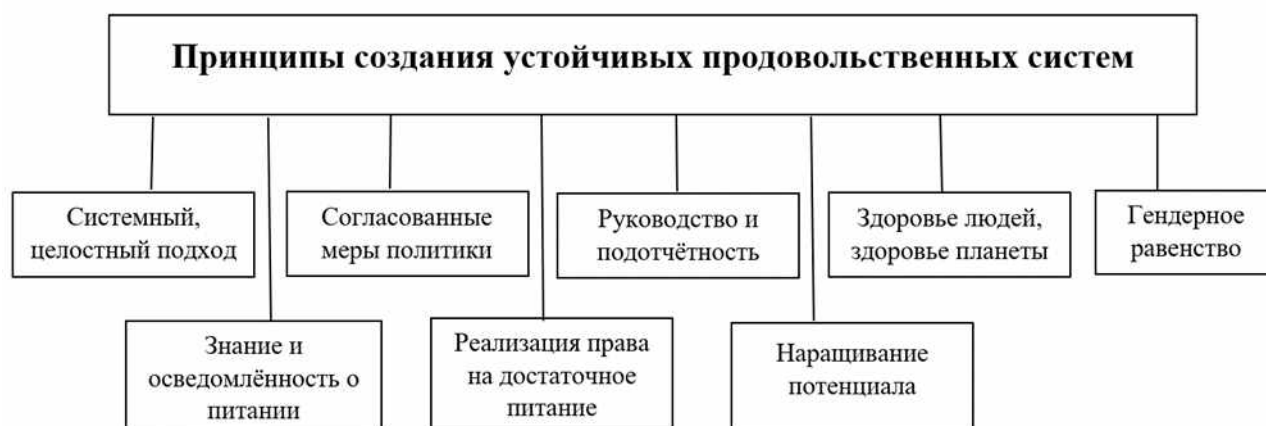 Принципы создания устойчивых продовольственных систем
Системный,
целостный подход
Согласованные
меры политики
Руководство и
подотчётность
Здоровье людей,
здоровье планеты
Гендерное
равенство
Знание и
осведомлённость о
питании
Реализация права
на достаточное
питание
Наращивание
потенциала